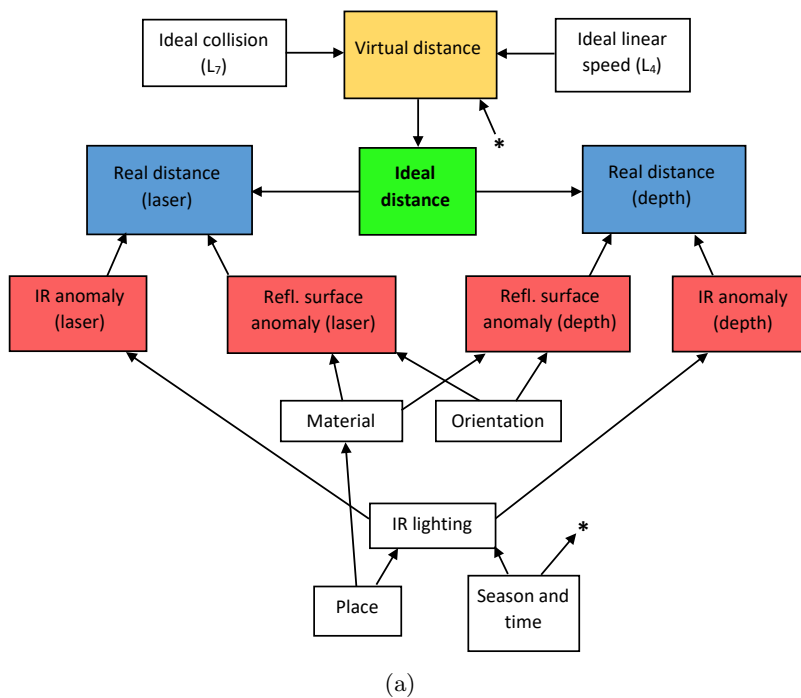 Ideal collision
(L₇)
Virtual distance
Ideal linear
speed (L₄)
*
Real distance
(laser)
Ideal
distance
Real distance
(depth)
IR anomaly
(laser)
Refl. surface
anomaly (laser)
Refl. surface
anomaly (depth)
IR anomaly
(depth)
Material
Orientation
IR lighting
*
Place
Season and
time
(a)